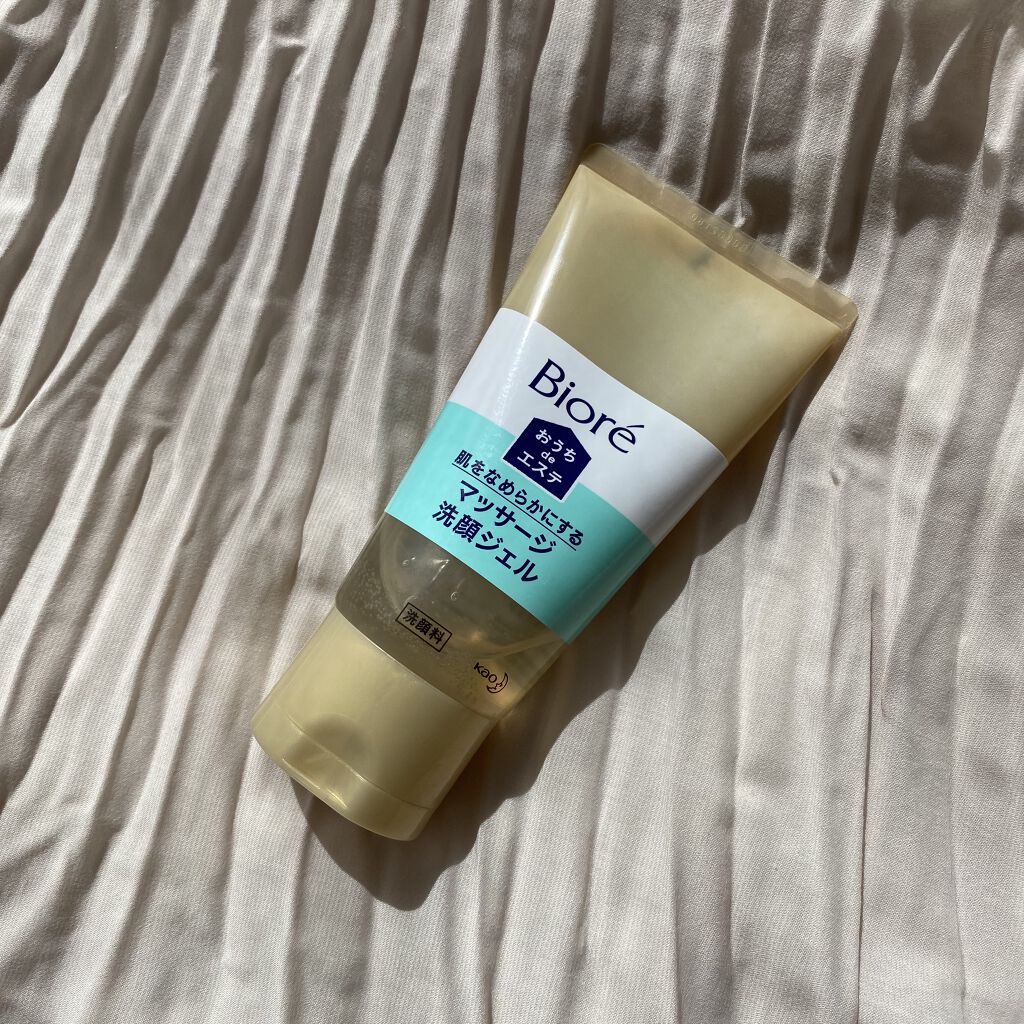 Bioré
おうち
de
エステ
肌をなめらかにする
マッサージ
洗顔ジェル
洗顔料
Kao